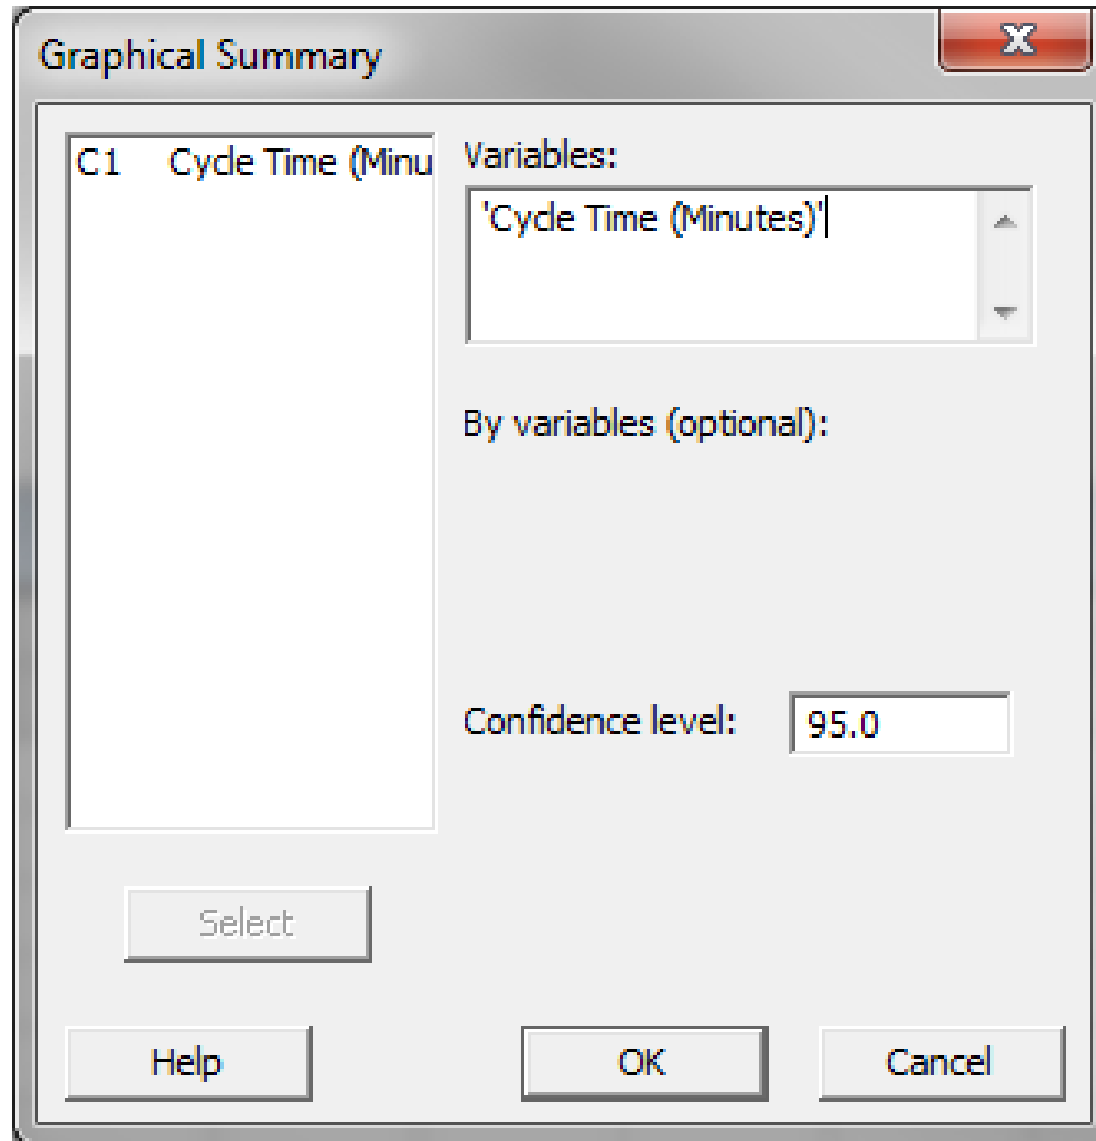 Graphical Summary
C1 Cycle Time (Minu
Variables:
'Cycle Time (Minutes)'
By variables (optional):
Confidence level: 95.0
Select
Help OK Cancel